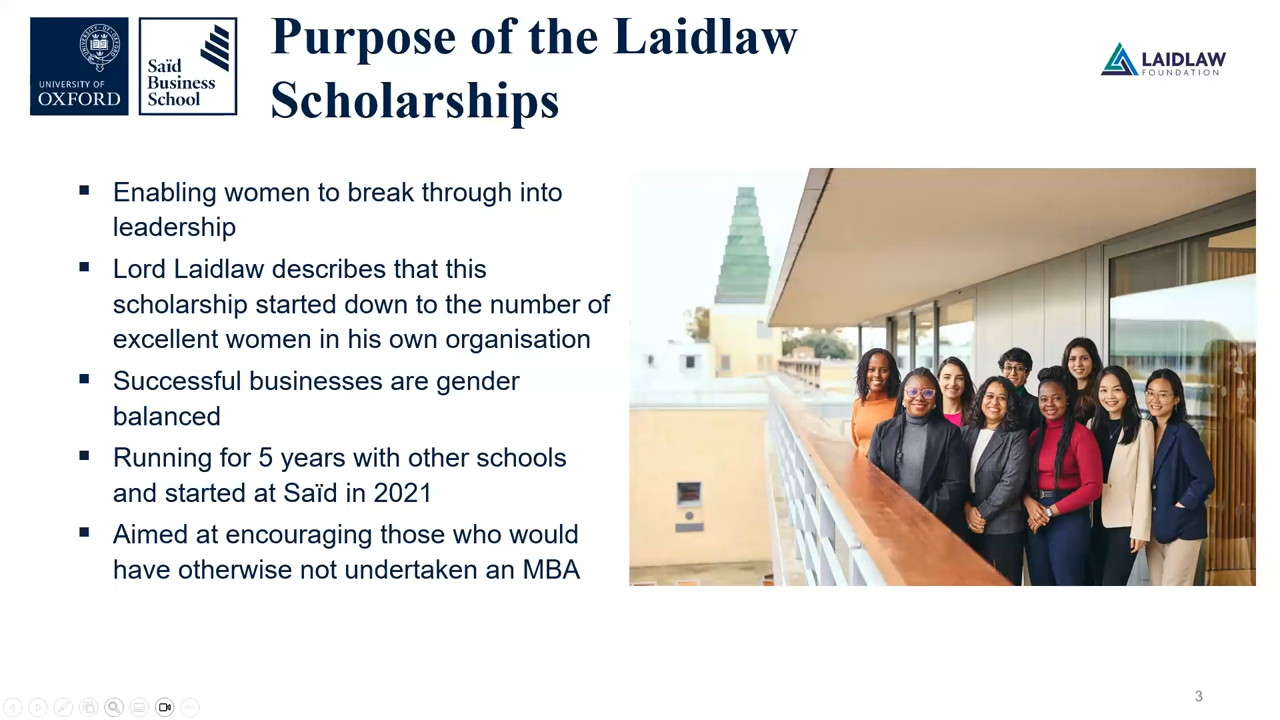 UNIVERSITY OF
OXFORD
Saïd
Business
School
Purpose of the Laidlaw
Scholarships
LAIDLAW
FOUNDATION
▪ Enabling women to break through into
leadership
▪ Lord Laidlaw describes that this
scholarship started down to the number of
excellent women in his own organisation
▪ Successful businesses are gender
balanced
▪ Running for 5 years with other schools
and started at Saïd in 2021
▪ Aimed at encouraging those who would
have otherwise not undertaken an MBA
3